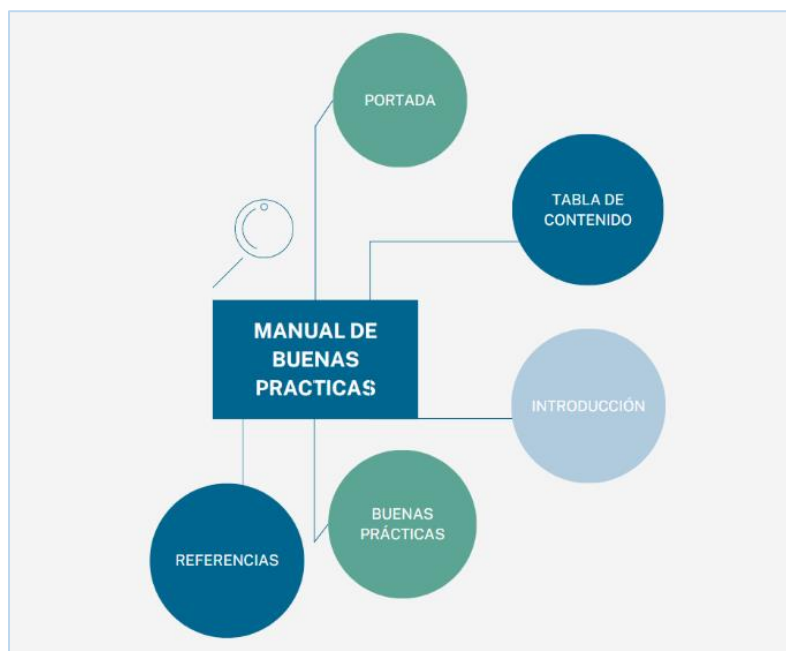 PORTADA
TABLA DE
CONTENIDO
MANUAL DE
BUENAS
PRACTICAS
INTRODUCCIÓN
BUENAS
PRÁCTICAS
REFERENCIAS